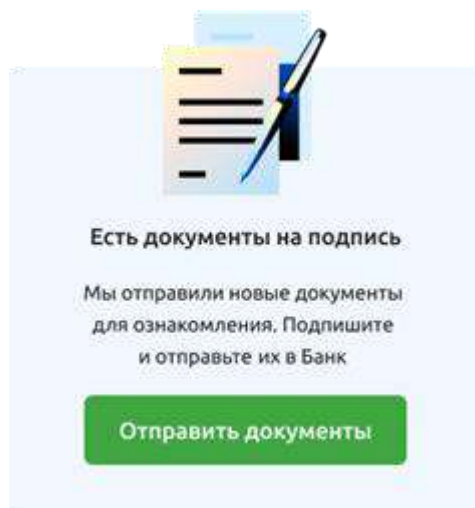 Есть документы на подпись
Мы отправили новые документы
для ознакомления. Подпишите
и отправьте их в Банк
Отправить документы